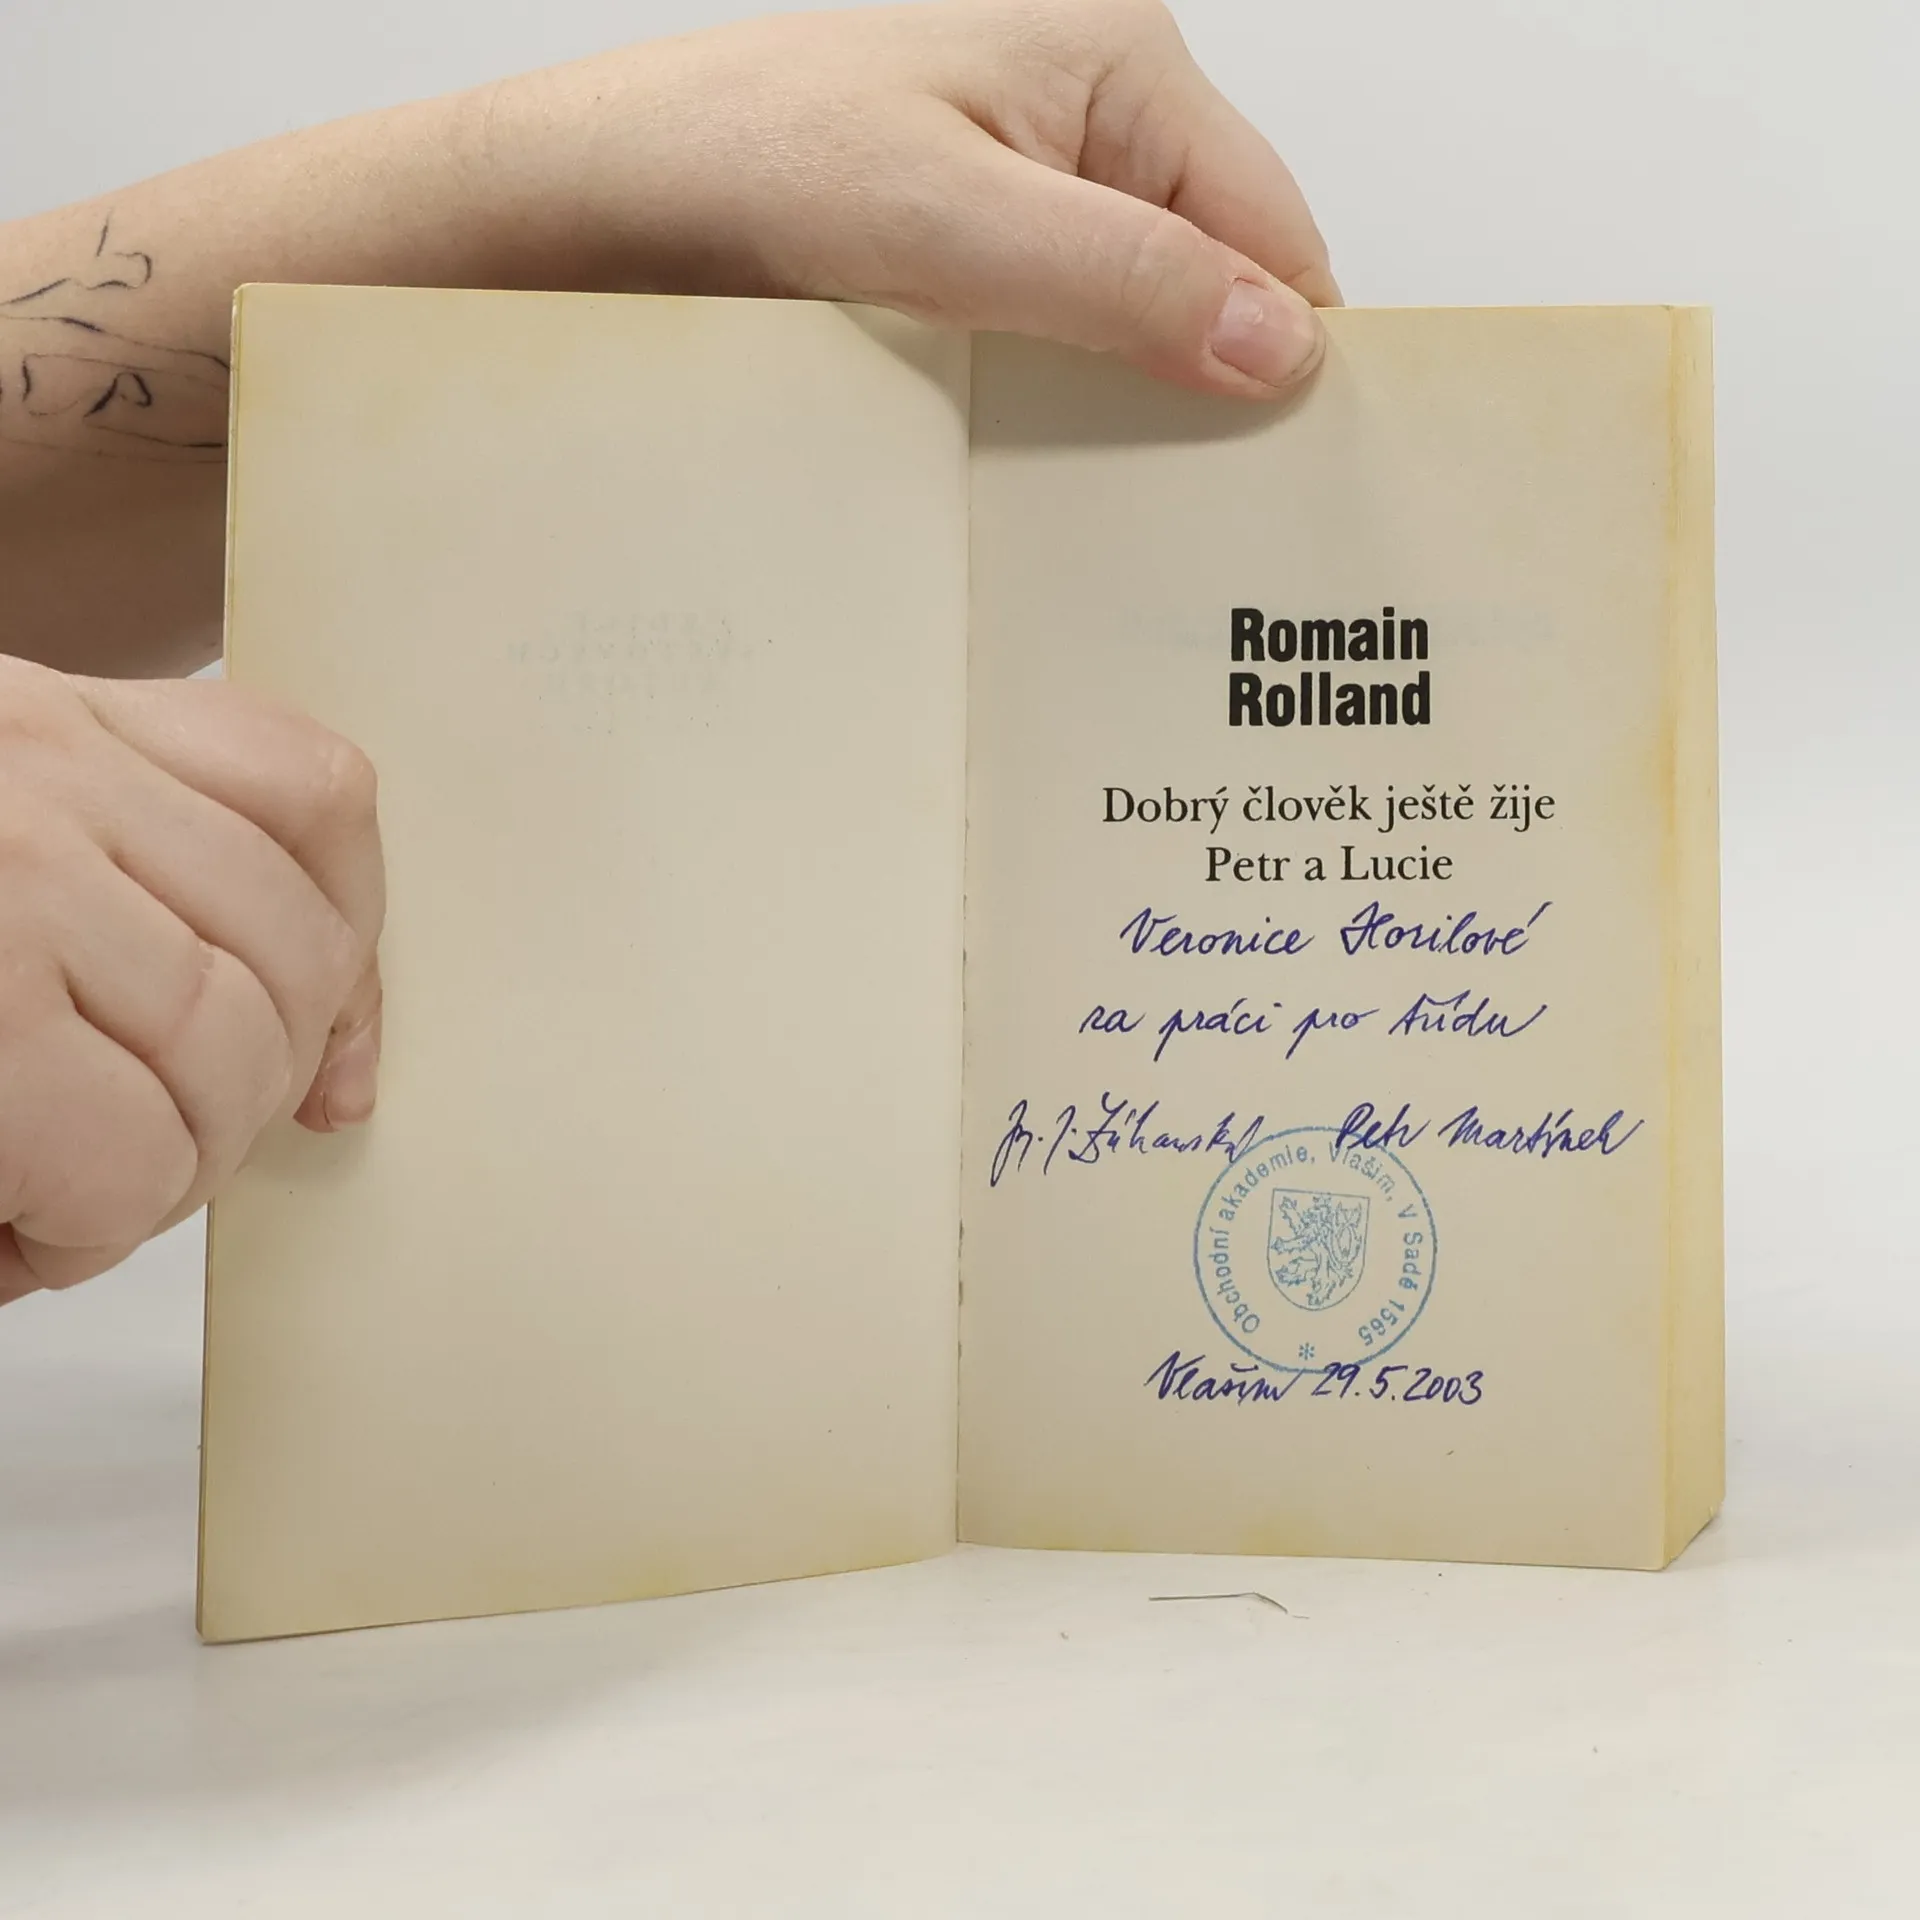 Romain
Rolland
Dobrý člověk ještě žije
Petr a Lucie
Veronice Horilové
za práci pro třídu
Petr Martínek
Obchodní akademie, Vlašim, V Sadě 1565
*
Vlašim 29.5.2003